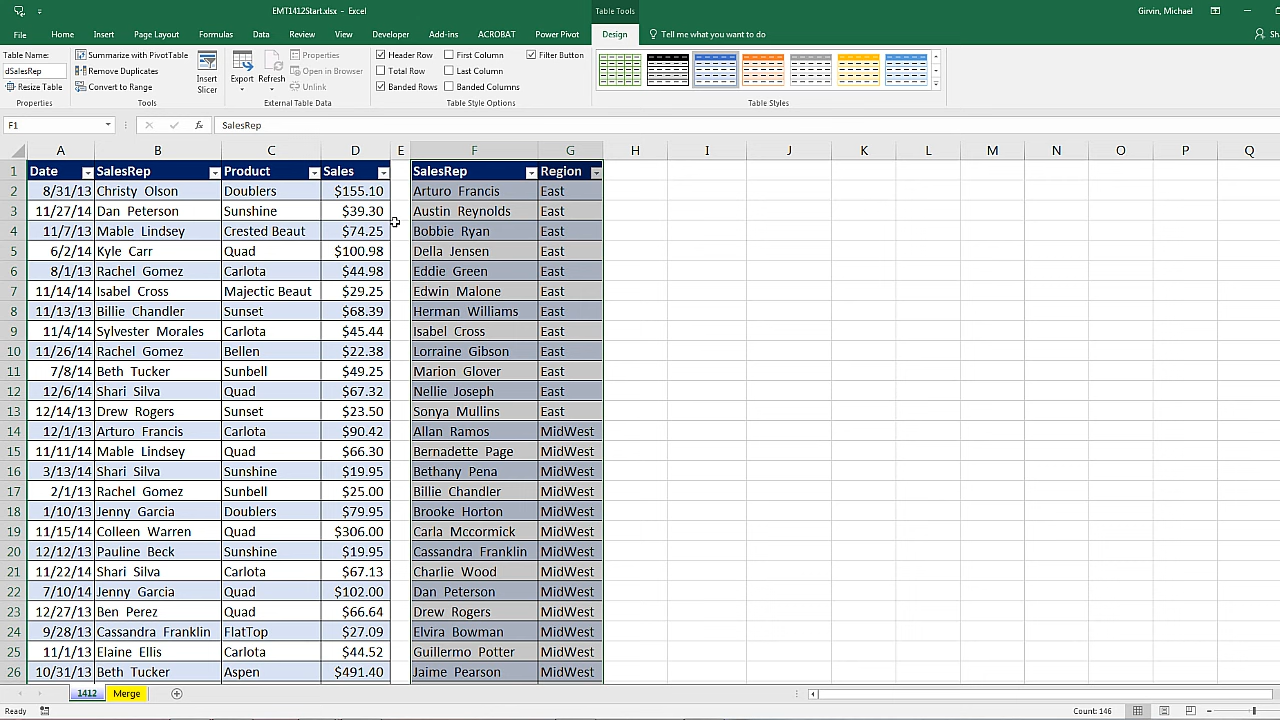 EMT1412Start.xlsx - Excel
Table Tools
Girvin, Michael
File Home Insert Page Layout Formulas Data Review View Developer Add-ins ACROBAT Power Pivot Design Tell me what you want to do
Table Name: Summarize with PivotTable Properties Header Row First Column Filter Button
dSalesRep Remove Duplicates Insert Slicer Export Refresh Open in Browser Total Row Last Column
Resize Table Convert to Range Unlink Banded Rows Banded Columns
Properties Tools External Table Data Table Style Options Table Styles
F1 fx SalesRep
A B C D E F G H I J K L M N O P Q
1 Date SalesRep Product Sales SalesRep Region
2 8/31/13 Christy Olson Doublers $155.10 Arturo Francis East
3 11/27/14 Dan Peterson Sunshine $39.30 Austin Reynolds East
4 11/7/13 Mable Lindsey Crested Beaut $74.25 Bobbie Ryan East
5 6/2/14 Kyle Carr Quad $100.98 Della Jensen East
6 8/1/13 Rachel Gomez Carlota $44.98 Eddie Green East
7 11/14/14 Isabel Cross Majectic Beaut $29.25 Edwin Malone East
8 11/13/13 Billie Chandler Sunset $68.39 Herman Williams East
9 11/4/14 Sylvester Morales Carlota $45.44 Isabel Cross East
10 11/26/14 Rachel Gomez Bellen $22.38 Lorraine Gibson East
11 7/8/14 Beth Tucker Sunbell $49.25 Marion Glover East
12 12/6/14 Shari Silva Quad $67.32 Nellie Joseph East
13 12/14/13 Drew Rogers Sunset $23.50 Sonya Mullins East
14 12/1/13 Arturo Francis Carlota $90.42 Allan Ramos MidWest
15 11/11/14 Mable Lindsey Quad $66.30 Bernadette Page MidWest
16 3/13/14 Shari Silva Sunshine $19.95 Bethany Pena MidWest
17 2/1/13 Rachel Gomez Sunbell $25.00 Billie Chandler MidWest
18 1/10/13 Jenny Garcia Doublers $79.95 Brooke Horton MidWest
19 11/15/14 Colleen Warren Quad $306.00 Carla Mccormick MidWest
20 12/12/13 Pauline Beck Sunshine $19.95 Cassandra Franklin MidWest
21 11/22/14 Shari Silva Carlota $67.13 Charlie Wood MidWest
22 7/10/14 Jenny Garcia Quad $102.00 Dan Peterson MidWest
23 12/27/13 Ben Perez Quad $66.64 Drew Rogers MidWest
24 9/28/13 Cassandra Franklin FlatTop $27.09 Elvira Bowman MidWest
25 11/1/13 Elaine Ellis Carlota $44.52 Guillermo Potter MidWest
26 10/31/13 Beth Tucker Aspen $491.40 Jaime Pearson MidWest
1412 Merge
Ready Count: 146